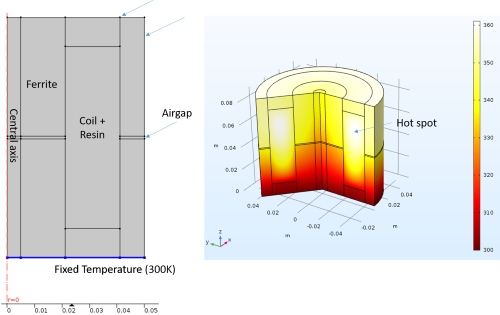 Ferrite
Central axis
Coil +
Resin
Airgap
Fixed Temperature (300K)
r=0
0
0.01
0.02
0.03
0.04
0.05
Hot spot
0.08
0.06
0.04
m
0.02
0
0.04
0.02
0
-0.02
-0.04
m
0.04
0.02
0
-0.02
m
z
y
x
360
350
340
330
320
310
300